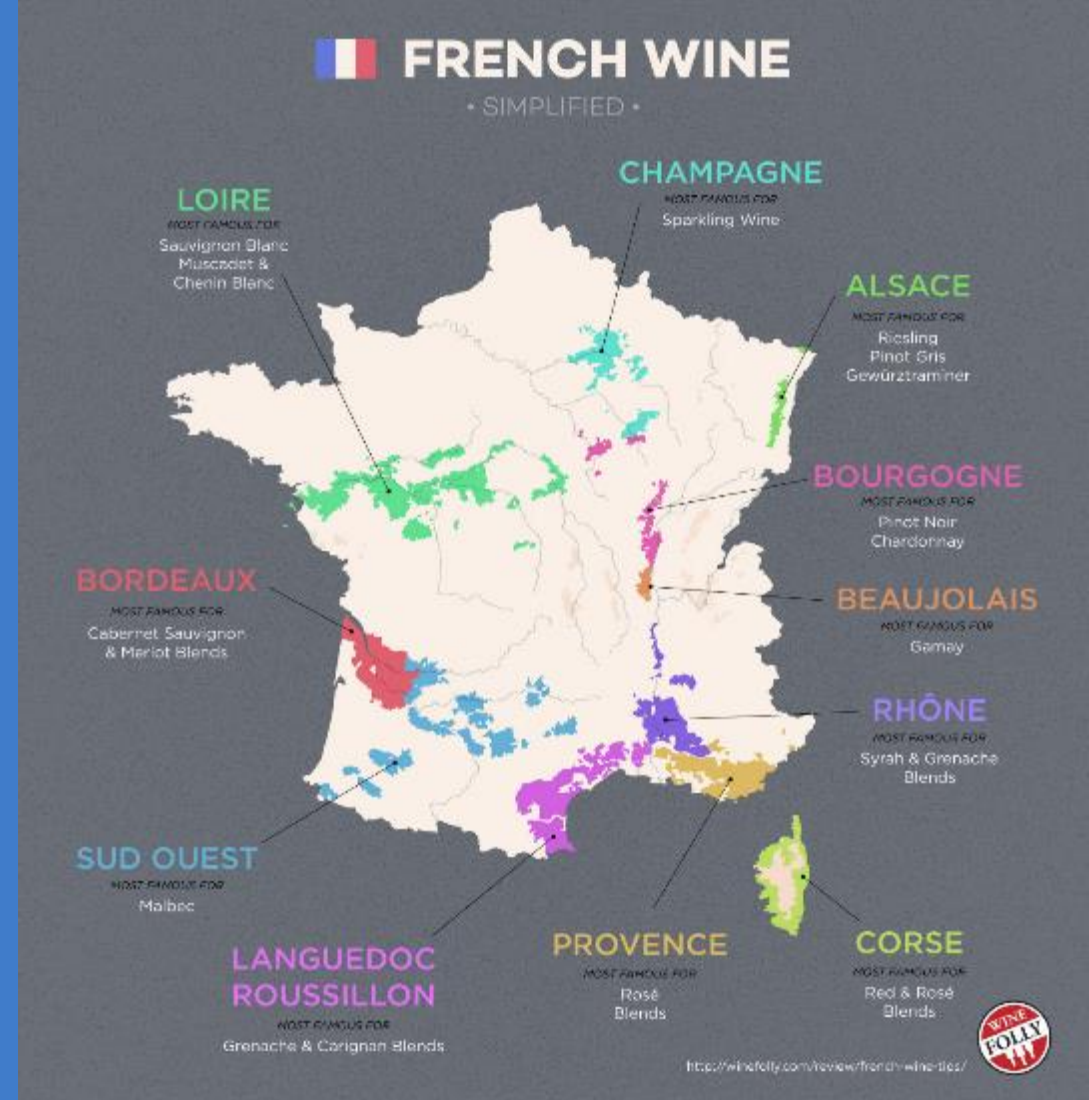 FRENCH WINE
• SIMPLIFIED •
CHAMPAGNE
MOST FAMOUS FOR
Sparkling Wine
LOIRE
MOST FAMOUS FOR
Sauvignon Blanc
Muscadet &
Chenin Blanc
ALSACE
MOST FAMOUS FOR
Riesling
Pinot Gris
Gewürztraminer
BOURGOGNE
MOST FAMOUS FOR
Pinot Noir
Chardonnay
BORDEAUX
MOST FAMOUS FOR
Cabernet Sauvignon
& Merlot Blends
BEAUJOLAIS
MOST FAMOUS FOR
Gamay
RHÔNE
MOST FAMOUS FOR
Syrah & Grenache
Blends
SUD OUEST
MOST FAMOUS FOR
Malbec
LANGUEDOC
ROUSSILLON
MOST FAMOUS FOR
Grenache & Carignan Blends
PROVENCE
MOST FAMOUS FOR
Rosé
Blends
CORSE
MOST FAMOUS FOR
Red & Rosé
Blends
WINE
FOLLY
http://winefolly.com/review/french-wine-tips/